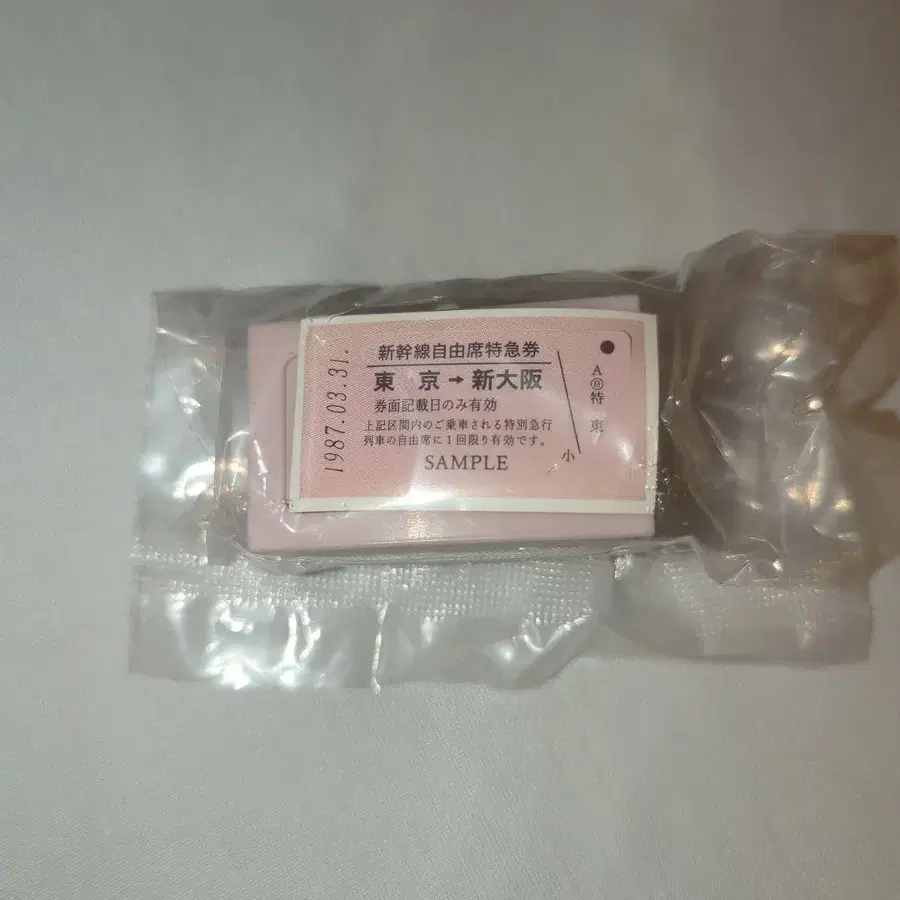 新幹線自由席特急券
東 京→新大阪
券面記載日のみ有効
上記区間内のご乗車される特別急行
列車の自由席に1回限り有効です。
SAMPLE
1987.03.31.
小
A
㊐
特
東